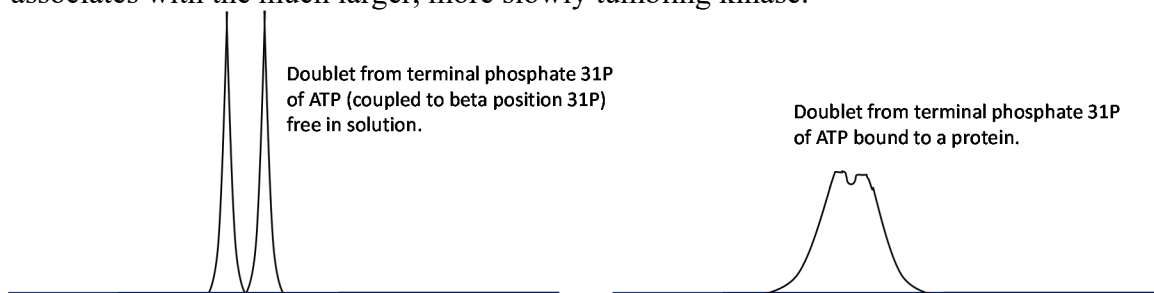 associates with the much larger, more slowly tumbling kinase.
Doublet from terminal phosphate 31P
of ATP (coupled to beta position 31P)
free in solution.
Doublet from terminal phosphate 31P
of ATP bound to a protein.